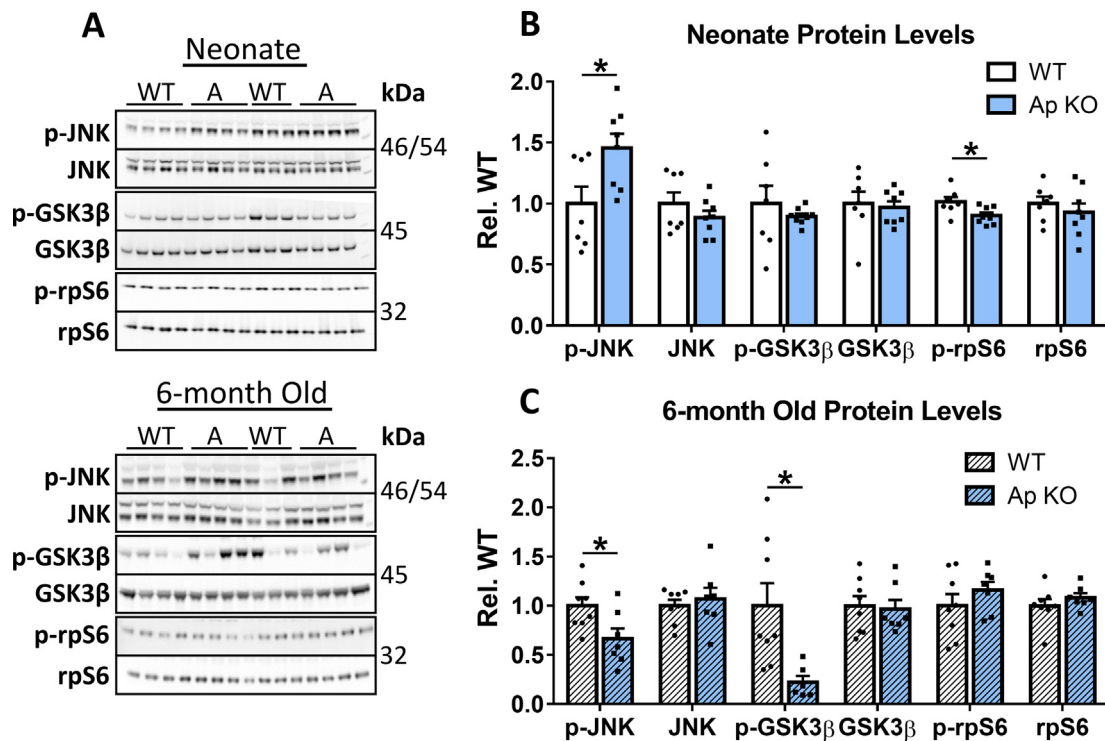 A
Neonate
WT A WT A kDa
p-JNK
46/54
JNK
p-GSK3β
45
GSK3β
p-rpS6
32
rpS6
6-month Old
WT A WT A kDa
p-JNK
46/54
JNK
p-GSK3β
45
GSK3β
p-rpS6
32
rpS6
B
Neonate Protein Levels
WT
Ap KO
Rel. WT
2.0
1.5
1.0
0.5
0.0
* *
p-JNK JNK p-GSK3β GSK3β p-rpS6 rpS6
C
6-month Old Protein Levels
WT
Ap KO
Rel. WT
2.5
2.0
1.5
1.0
0.5
0.0
* *
p-JNK JNK p-GSK3β GSK3β p-rpS6 rpS6